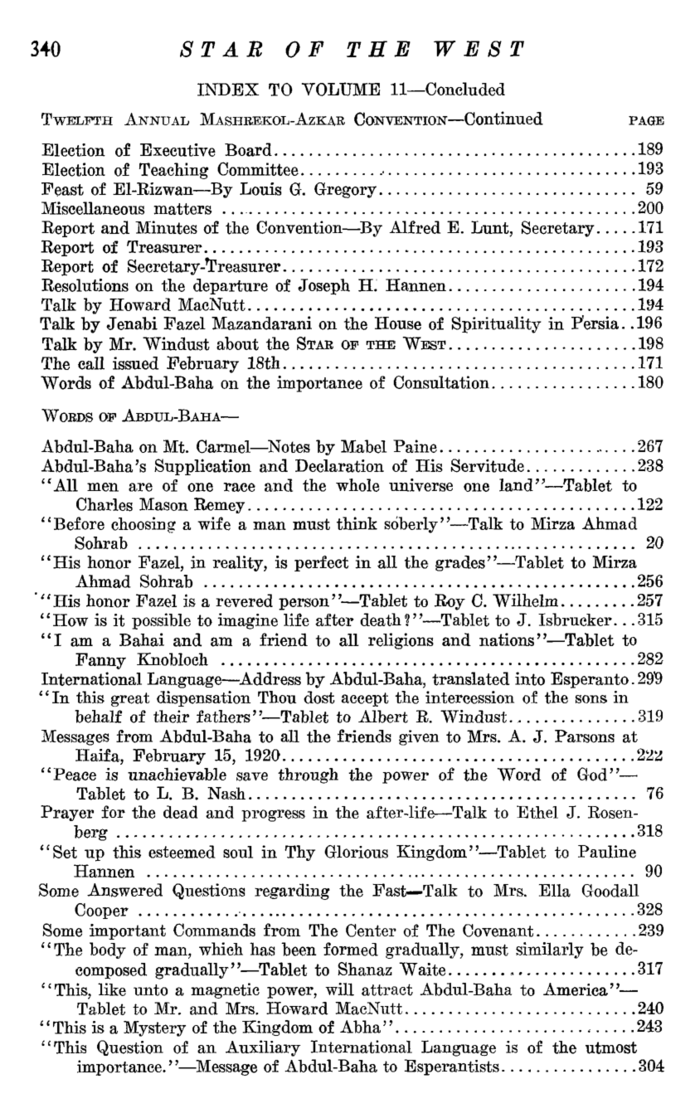 340 STAR OF THE WEST
INDEX TO VOLUME 11—Concluded
TWELFTH ANNUAL MASHREKOL-AZKAR CONVENTION—Continued PAGE
Election of Executive Board.........................................189
Election of Teaching Committee......................................193
Feast of El-Rizwan—By Louis G. Gregory............................. 59
Miscellaneous matters ..............................................200
Report and Minutes of the Convention—By Alfred E. Lunt, Secretary.....171
Report of Treasurer.................................................193
Report of Secretary-Treasurer........................................172
Resolutions on the departure of Joseph H. Hannen......................194
Talk by Howard MacNutt............................................194
Talk by Jenabi Fazel Mazandarani on the House of Spirituality in Persia..196
Talk by Mr. Windust about the STAR OF THE WEST.....................198
The call issued February 18th........................................171
Words of Abdul-Baha on the importance of Consultation.................180
WORDS OF ABDUL-BAHA—
Abdul-Baha on Mt. Carmel—Notes by Mabel Paine.......................267
Abdul-Baha's Supplication and Declaration of His Servitude.............238
"All men are of one race and the whole universe one land"—Tablet to
Charles Mason Remey.............................................122
"Before choosing a wife a man must think soberly"—Talk to Mirza Ahmad
Sohrab ......................................................... 20
"His honor Fazel, in reality, is perfect in all the grades"—Tablet to Mirza
Ahmad Sohrab ..................................................256
"His honor Fazel is a revered person"—Tablet to Roy C. Wilhelm.........257
"How is it possible to imagine life after death?"—Tablet to J. Isbrucker...315
"I am a Bahai and am a friend to all religions and nations"—Tablet to
Fanny Knobloch ................................................282
International Language—Address by Abdul-Baha, translated into Esperanto.299
"In this great dispensation Thou dost accept the intercession of the sons in
behalf of their fathers"—Tablet to Albert R. Windust...............319
Messages from Abdul-Baha to all the friends given to Mrs. A. J. Parsons at
Haifa, February 15, 1920.........................................222
"Peace is unachievable save through the power of the Word of God"—
Tablet to L. B. Nash............................................. 76
Prayer for the dead and progress in the after-life—Talk to Ethel J. Rosen-
berg ...........................................................318
"Set up this esteemed soul in Thy Glorious Kingdom"—Tablet to Pauline
Hannen ........................................................ 90
Some Answered Questions regarding the Fast—Talk to Mrs. Ella Goodall
Cooper .........................................................328
Some important Commands from The Center of The Covenant............239
"The body of man, which has been formed gradually, must similarly be de-
composed gradually"—Tablet to Shanaz Waite......................317
"This, like unto a magnetic power, will attract Abdul-Baha to America"—
Tablet to Mr. and Mrs. Howard MacNutt...........................240
"This is a Mystery of the Kingdom of Abha"............................243
"This Question of an Auxiliary International Language is of the utmost
importance."—Message of Abdul-Baha to Esperantists................304